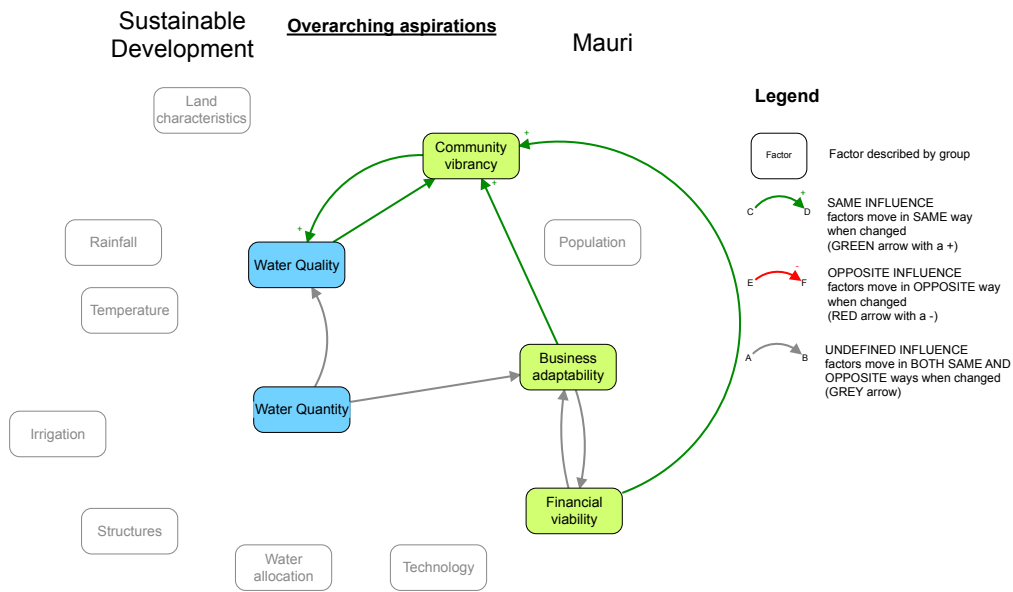 Sustainable
Development
Overarching aspirations
Mauri
Land
characteristics
Legend
+
Community
vibrancy
+
Factor
Factor described by group
+
C
D
SAME INFLUENCE
factors move in SAME way
when changed
(GREEN arrow with a +)
+
Rainfall
Water Quality
Population
-
E
F
OPPOSITE INFLUENCE
factors move in OPPOSITE way
when changed
(RED arrow with a -)
Temperature
Business
adaptability
A
B
UNDEFINED INFLUENCE
factors move in BOTH SAME AND
OPPOSITE ways when changed
(GREY arrow)
Water Quantity
Irrigation
Financial
viability
Structures
Water
allocation
Technology